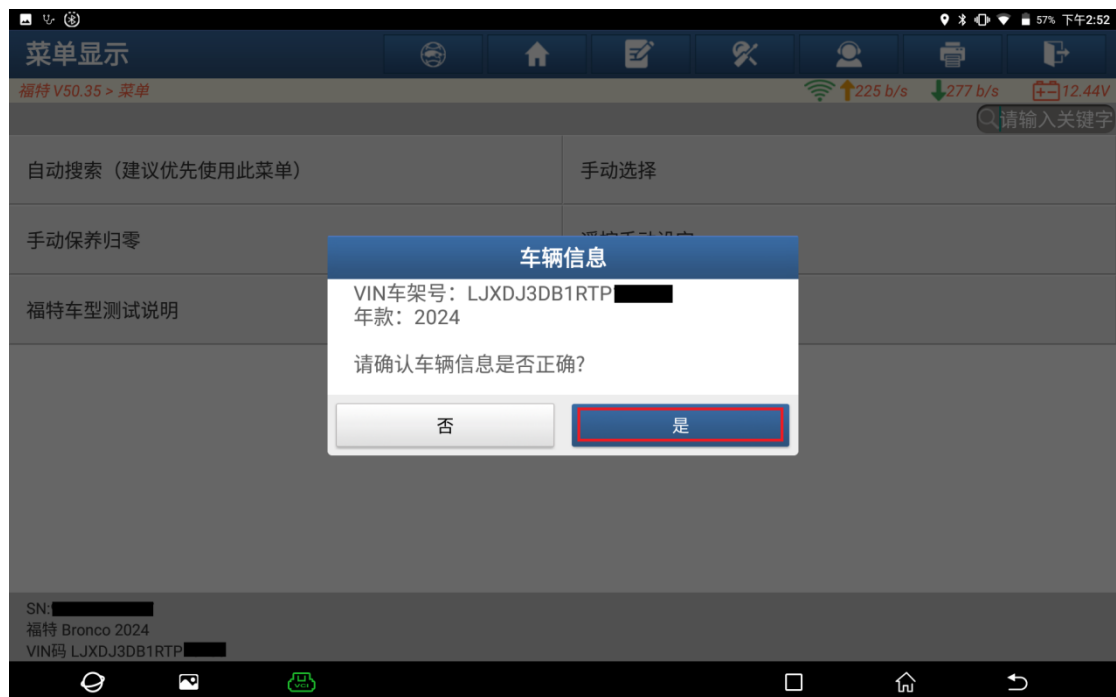 57% 下午2:52
菜单显示
福特 V50.35 > 菜单
225 b/s 277 b/s 12.44V
请输入关键字
自动搜索（建议优先使用此菜单）
手动选择
手动保养归零
福特车型测试说明
车辆信息
VIN车架号：LJXDJ3DB1RTP
年款：2024
请确认车辆信息是否正确?
否
是
SN:
福特 Bronco 2024
VIN码 LJXDJ3DB1RTP
VCI